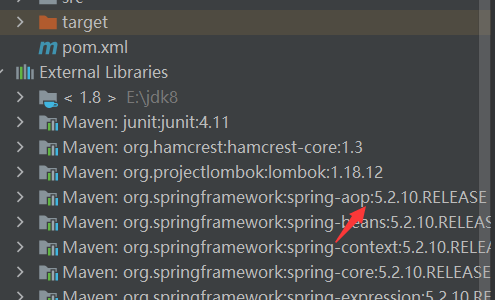 src
target
pom.xml
External Libraries
< 1.8 > E:\jdk8
Maven: junit:junit:4.11
Maven: org.hamcrest:hamcrest-core:1.3
Maven: org.projectlombok:lombok:1.18.12
Maven: org.springframework:spring-aop:5.2.10.RELEASE
Maven: org.springframework:spring-beans:5.2.10.RELEAS
Maven: org.springframework:spring-context:5.2.10.RELE
Maven: org.springframework:spring-core:5.2.10.RELEASE
Maven: org.springframework:spring-expression:5.2.10.R